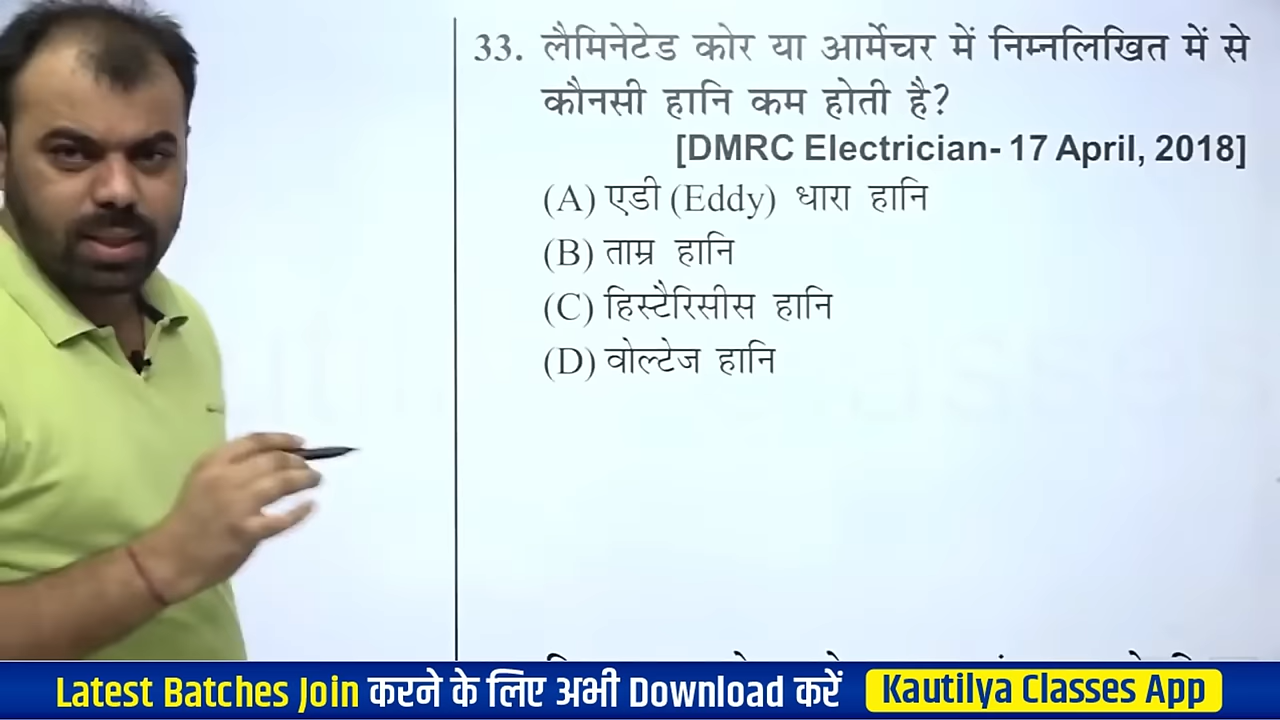 33. लैमिनेटेड कोर या आर्मेचर में निम्नलिखित में से
कौनसी हानि कम होती है?
[DMRC Electrician- 17 April, 2018]
(A) एडी (Eddy) धारा हानि
(B) ताम्र हानि
(C) हिस्टैरिसीस हानि
(D) वोल्टेज हानि
Latest Batches Join करने के लिए अभी Download करें Kautilya Classes App